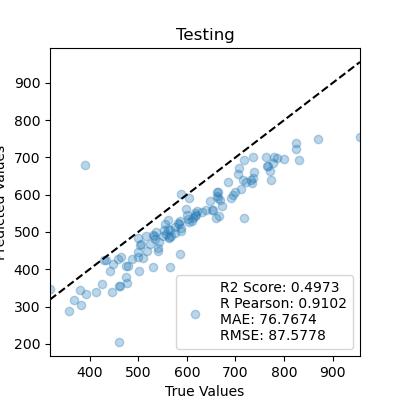 Testing
900
800
700
600
500
400
300
200
Predicted Values
R2 Score: 0.4973
R Pearson: 0.9102
MAE: 76.7674
RMSE: 87.5778
400 500 600 700 800 900
True Values